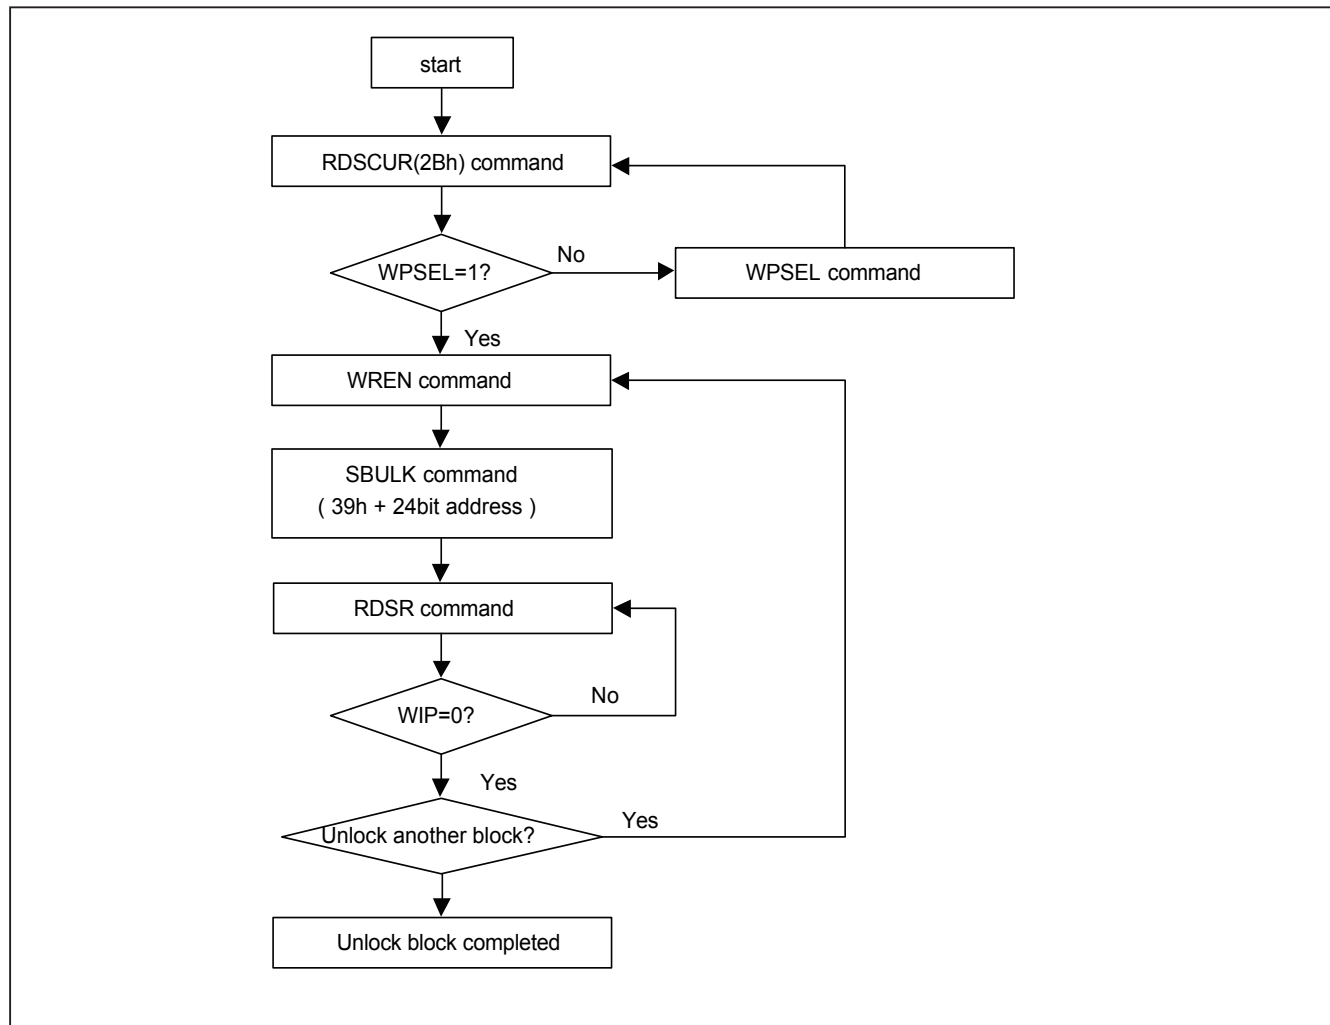 start
RDSCUR(2Bh) command
WPSEL=1?
No
WPSEL command
Yes
WREN command
SBULK command
( 39h + 24bit address )
RDSR command
WIP=0?
No
Yes
Unlock another block?
Yes
Unlock block completed